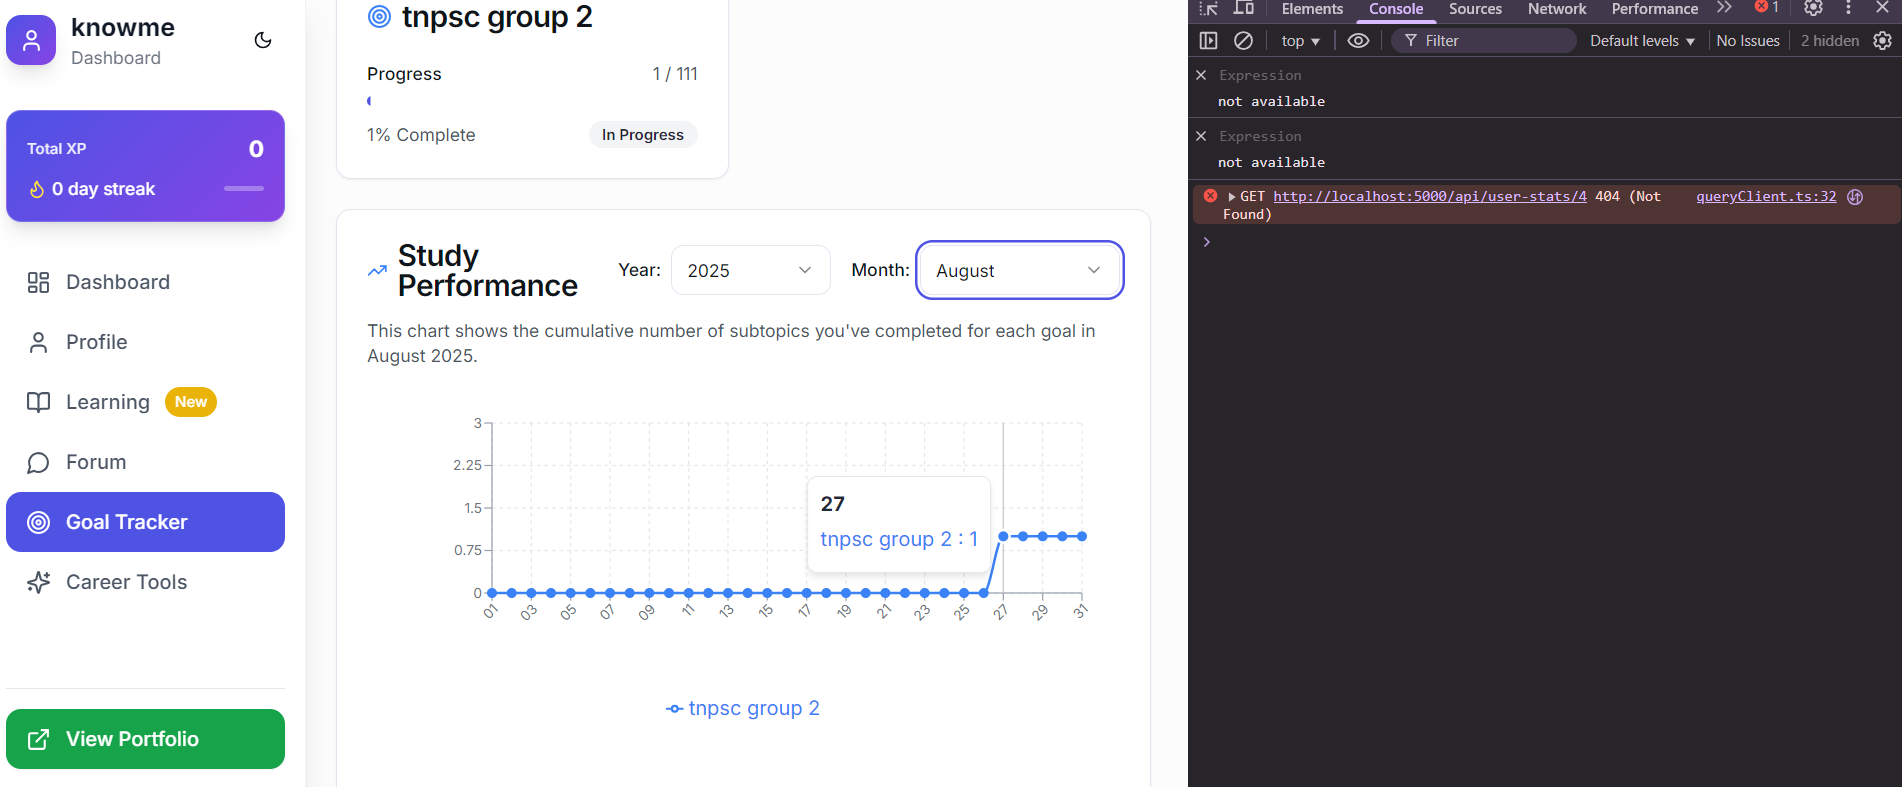 knowme
Dashboard
Total XP
0
0 day streak
Dashboard
Profile
Learning New
Forum
Goal Tracker
Career Tools
View Portfolio
tnpsc group 2
Progress 1 / 111
1% Complete In Progress
Study
Performance
Year: 2025 Month: August
This chart shows the cumulative number of subtopics you've completed for each goal in
August 2025.
3
2.25
1.5
0.75
0
27
tnpsc group 2 : 1
01 03 05 07 09 11 13 15 17 19 21 23 25 27 29 31
tnpsc group 2
Elements Console Sources Network Performance 1
top Filter Default levels No Issues 2 hidden
Expression
not available
Expression
not available
GET http://localhost:5000/api/user-stats/4 404 (Not queryClient.ts:32
Found)